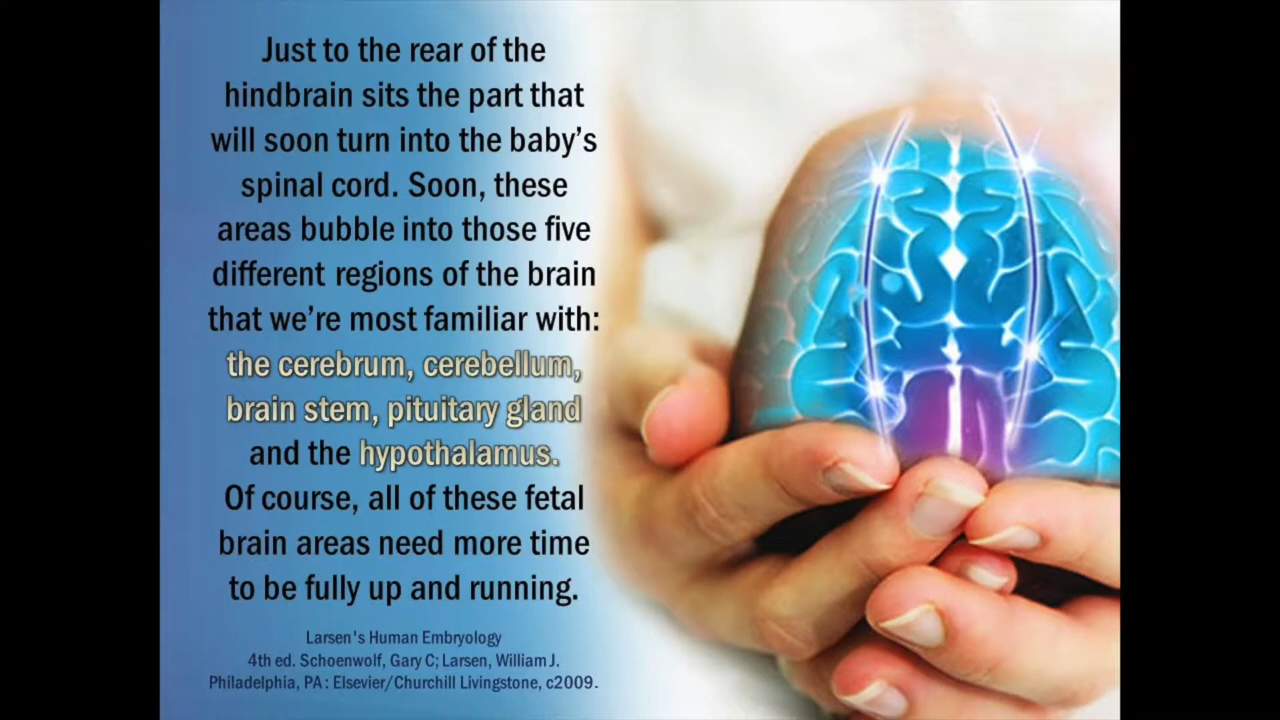 Just to the rear of the
hindbrain sits the part that
will soon turn into the baby’s
spinal cord. Soon, these
areas bubble into those five
different regions of the brain
that we’re most familiar with:
the cerebrum, cerebellum,
brain stem, pituitary gland
and the hypothalamus.
Of course, all of these fetal
brain areas need more time
to be fully up and running.
Larsen's Human Embryology
4th ed. Schoenwolf, Gary C; Larsen, William J.
Philadelphia, PA : Elsevier/Churchill Livingstone, c2009.